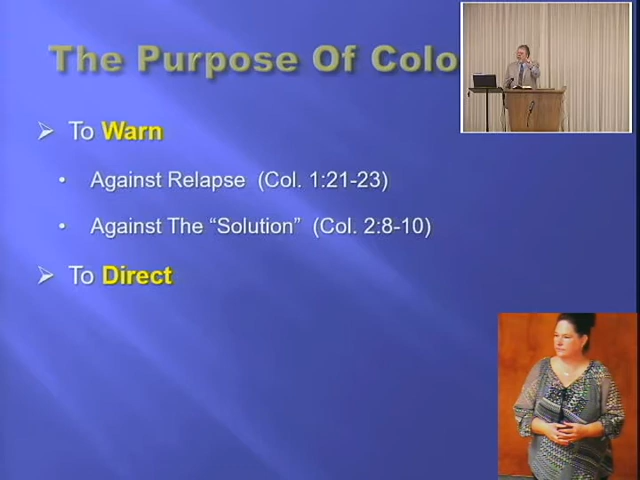 The Purpose Of Colo
➢ To Warn
• Against Relapse (Col. 1:21-23)
• Against The “Solution” (Col. 2:8-10)
➢ To Direct